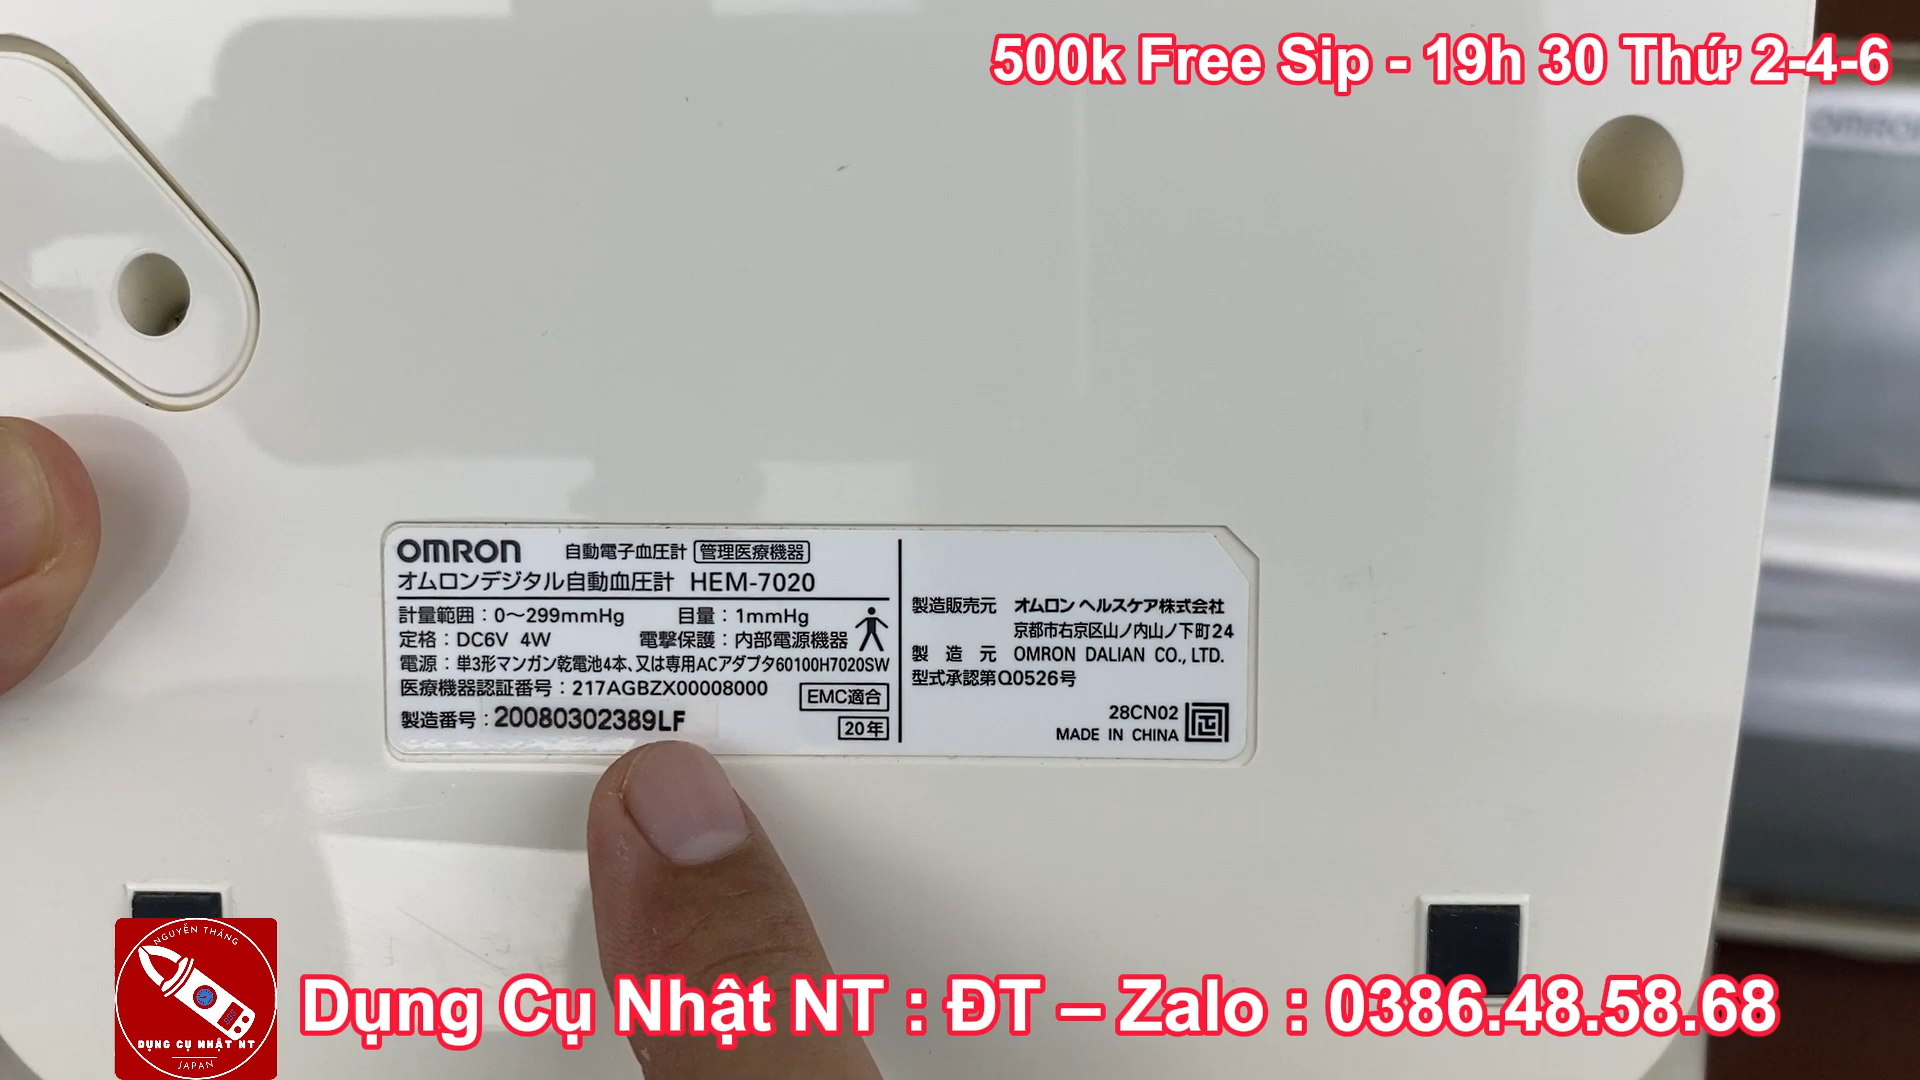 500k Free Sip - 19h 30 Thứ 2-4-6
OMRON
OMRON 自動電子血圧計 管理医療機器
オムロンデジタル自動血圧計 HEM-7020
計量範囲：0～299mmHg 目量：1mmHg
定格：DC6V 4W 電撃保護：内部電源機器
電源：単3形マンガン乾電池4本、又は専用ACアダプタ60100H7020SW
医療機器認証番号：217AGBZX00008000
EMC適合
製造番号：20080302389LF
20年
製造販売元 オムロン ヘルスケア株式会社
京都市右京区山ノ内山ノ下町24
製造元 OMRON DALIAN CO., LTD.
型式承認第Q0526号
28CN02
MADE IN CHINA
NGUYỄN THĂNG
DỤNG CỤ NHẬT NT
JAPAN
Dụng Cụ Nhật NT : ĐT – Zalo : 0386.48.58.68